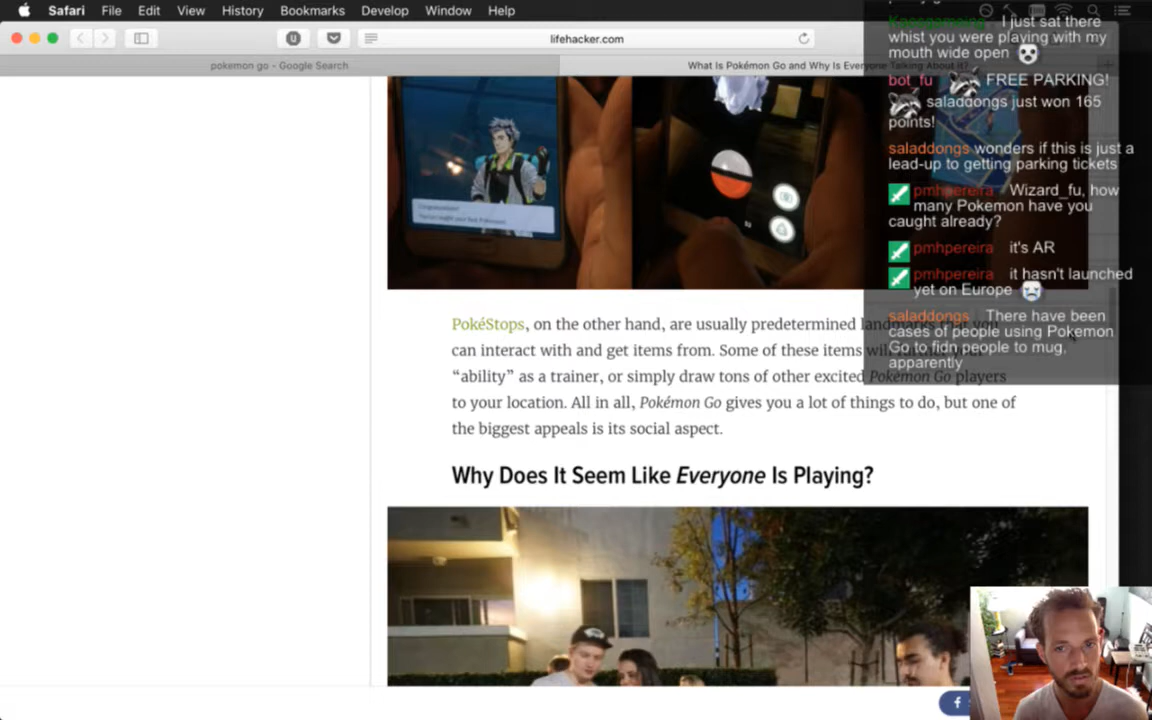 Safari File Edit View History Bookmarks Develop Window Help
lifehacker.com
pokemon go - Google Search
What Is Pokémon Go and Why Is Everyone Talking About It?
I just sat there
whist you were playing with my
mouth wide open
bot_fu FREE PARKING!
saladdongs just won 165
points!
saladdongs wonders if this is just a
lead-up to getting parking tickets
pmhpereira Wizard_fu, how
many Pokemon have you
caught already?
pmhpereira it's AR
pmhpereira it hasn't launched
yet on Europe
saladdongs There have been
cases of people using Pokemon
Go to fidn people to mug,
apparently
PokéStops, on the other hand, are usually predetermined landmarks that you
can interact with and get items from. Some of these items will
“ability” as a trainer, or simply draw tons of other excited Pokémon Go players
to your location. All in all, Pokémon Go gives you a lot of things to do, but one of
the biggest appeals is its social aspect.
Why Does It Seem Like Everyone Is Playing?
f